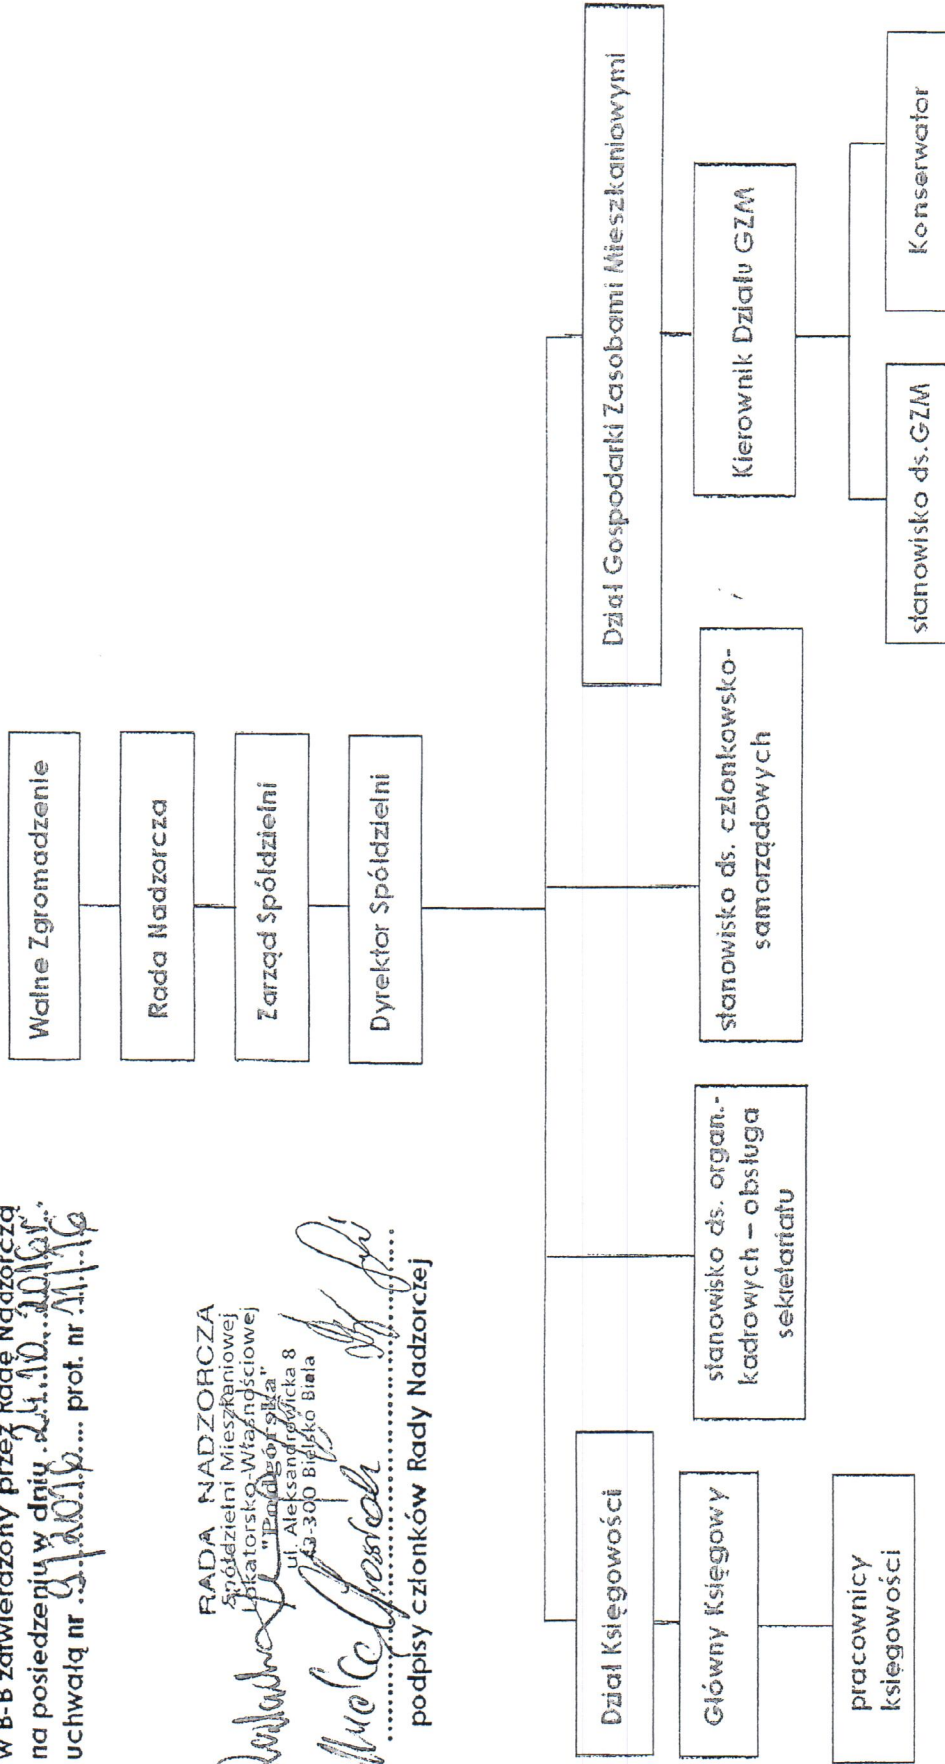 w B-B zatwierdzony przez Radę Nadzorczą
na posiedzeniu w dniu 24.10.2016r.
uchwałą nr 9/2016 prot. nr 11/16
RADA NADZORCZA
Spółdzielni Mieszkaniowej
Lokatorsko-Własnościowej
"Podgórska"
ul. Aleksandrowicka 8
43-300 Bielsko Biała
podpisy członków Rady Nadzorczej
Walne Zgromadzenie
Rada Nadzorcza
Zarząd Spółdzielni
Dyrektor Spółdzielni
Dział Księgowości
Główny Księgowy
pracownicy
księgowości
stanowisko ds. organ.-
kadrowych – obsługa
sekretariatu
stanowisko ds. członkowsko-
samorządowych
Dział Gospodarki Zasobami Mieszkaniowymi
Kierownik Działu GZM
stanowisko ds.GZM
Konserwator